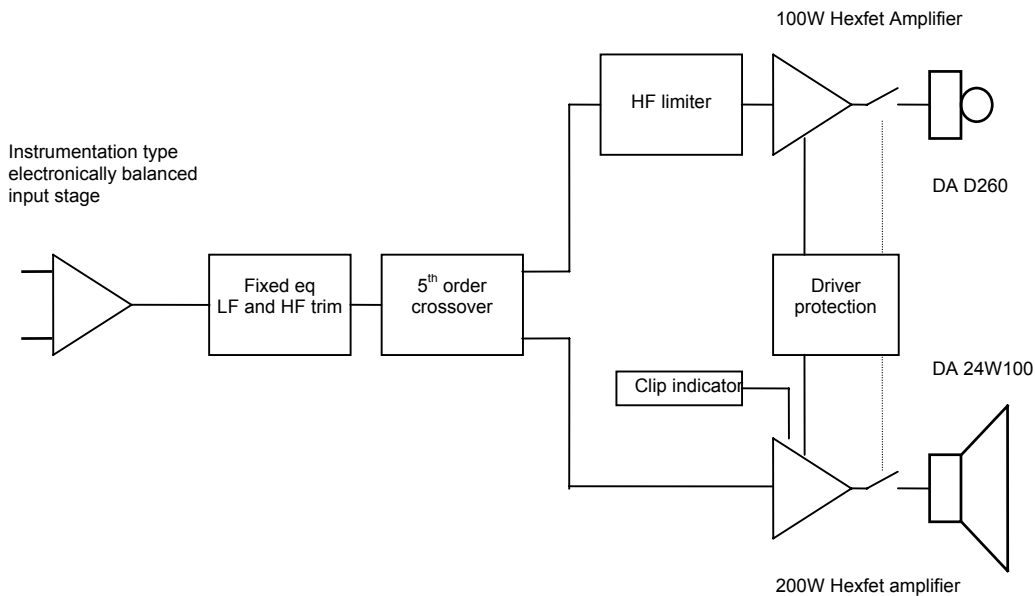 100W Hexfet Amplifier
HF limiter
Instrumentation type
electronically balanced
input stage
DA D260
Fixed eq
LF and HF trim
5th order
crossover
Driver
protection
DA 24W100
Clip indicator
200W Hexfet amplifier